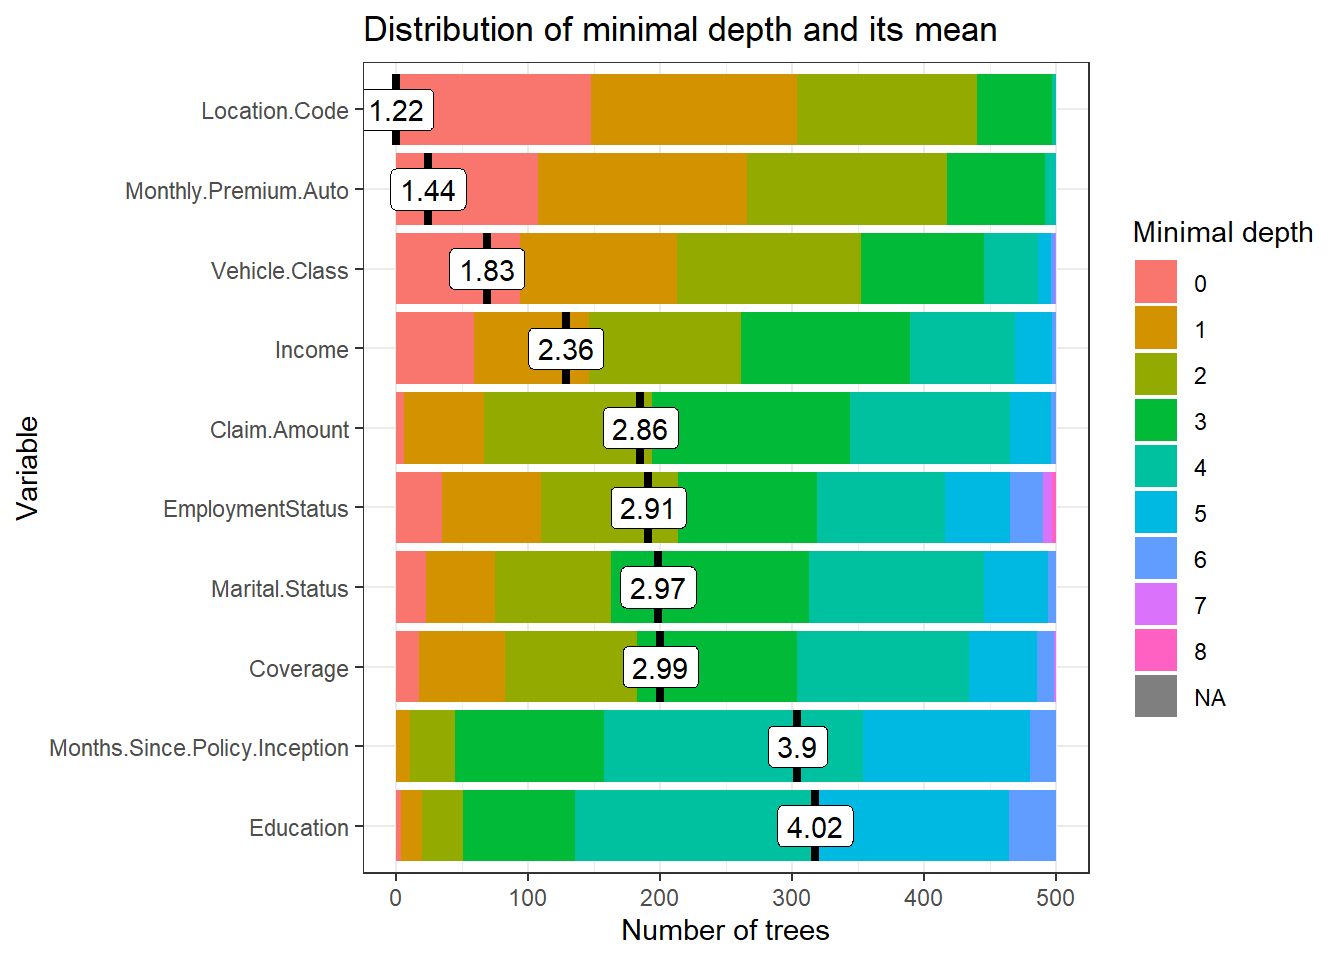 Distribution of minimal depth and its mean
Variable
Location.Code
1.22
Monthly.Premium.Auto
1.44
Vehicle.Class
1.83
Income
2.36
Claim.Amount
2.86
EmploymentStatus
2.91
Marital.Status
2.97
Coverage
2.99
Months.Since.Policy.Inception
3.9
Education
4.02
0 100 200 300 400 500
Number of trees
Minimal depth
0
1
2
3
4
5
6
7
8
NA